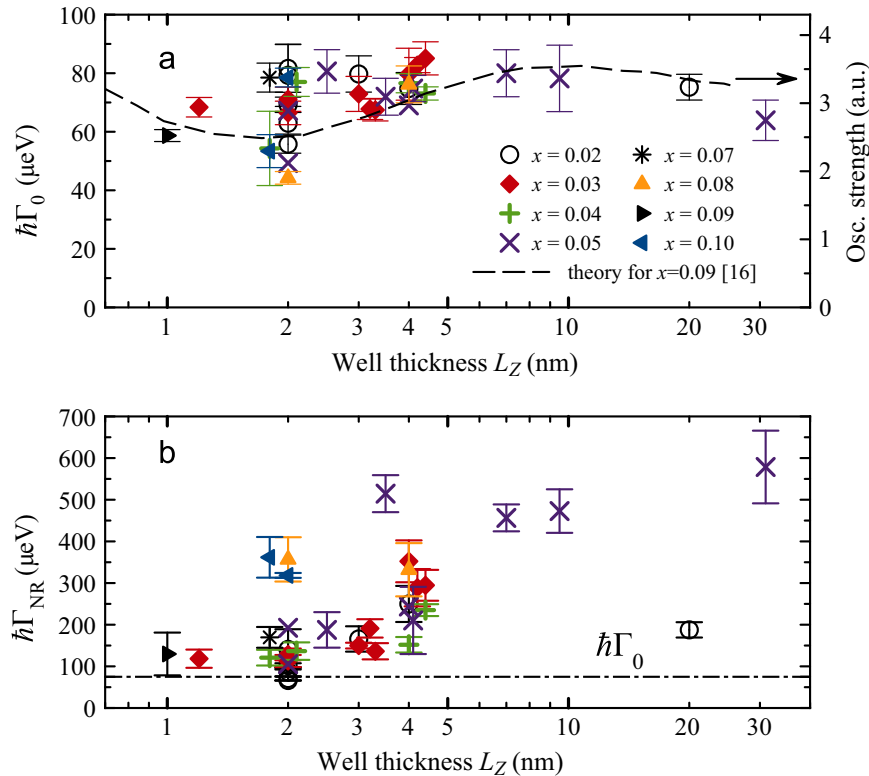 a
100
80
60
40
20
0
ℏΓ₀ (μeV)
4
3
2
1
0
Osc. strength (a.u.)
x = 0.02
x = 0.07
x = 0.03
x = 0.08
x = 0.04
x = 0.09
x = 0.05
x = 0.10
theory for x=0.09 [16]
1 2 3 4 5 10 20 30
Well thickness L_Z (nm)
b
700
600
500
400
300
200
100
0
ℏΓ_NR (μeV)
ℏΓ₀
1 2 3 4 5 10 20 30
Well thickness L_Z (nm)